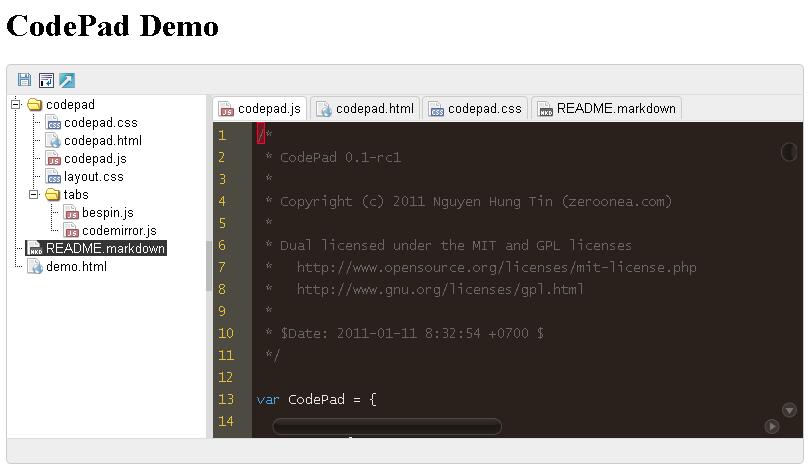 CodePad Demo
codepad
codepad.css
codepad.html
codepad.js
layout.css
tabs
bespin.js
codemirror.js
README.markdown
demo.html
codepad.js codepad.html codepad.css README.markdown
1 /*
2  * CodePad 0.1-rc1
3  *
4  * Copyright (c) 2011 Nguyen Hung Tin (zeroonea.com)
5  *
6  * Dual licensed under the MIT and GPL licenses
7  *   http://www.opensource.org/licenses/mit-license.php
8  *   http://www.gnu.org/licenses/gpl.html
9  *
10  * $Date: 2011-01-11 8:32:54 +0700 $
11  */
12
13 var CodePad = {
14